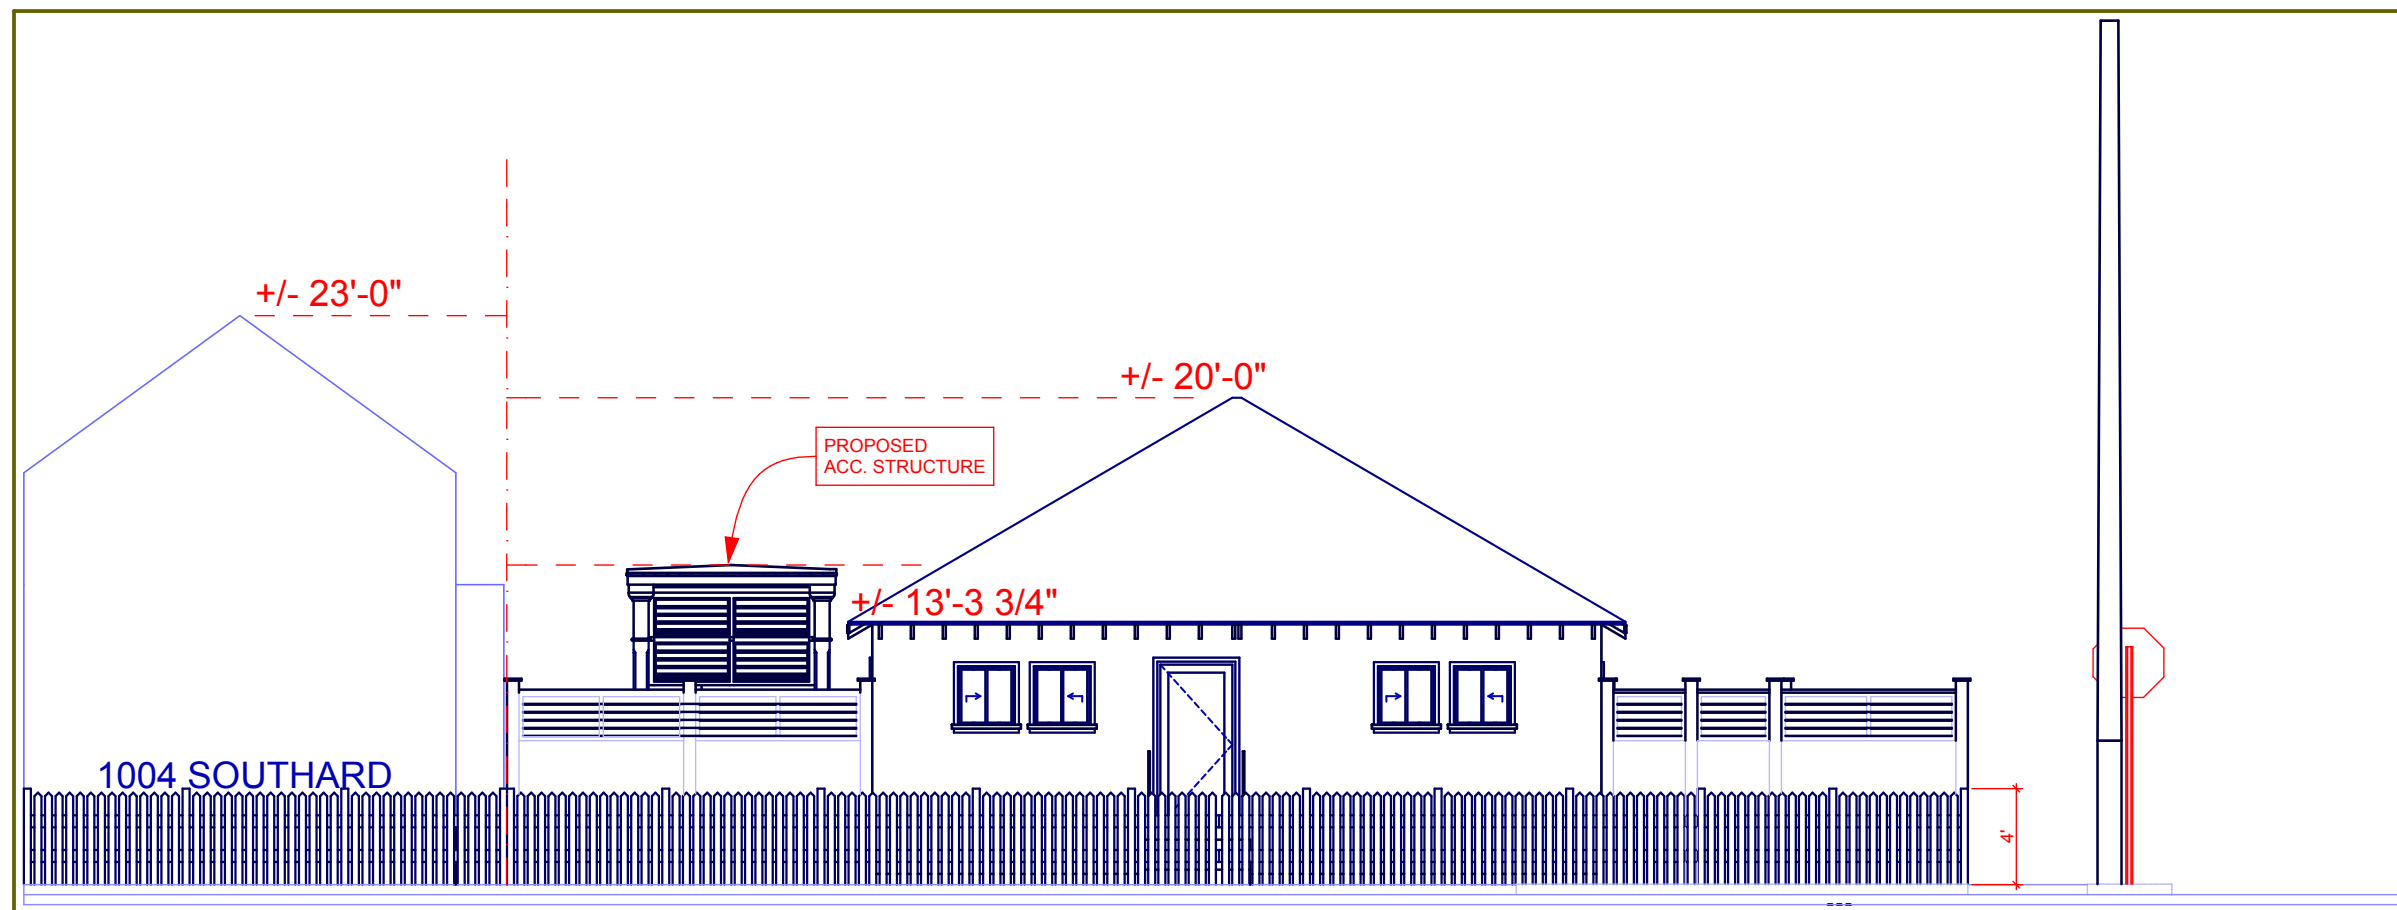 +/- 23'-0"
+/- 20'-0"
PROPOSED
ACC. STRUCTURE
+/- 13'-3 3/4"
1004 SOUTHARD
4'